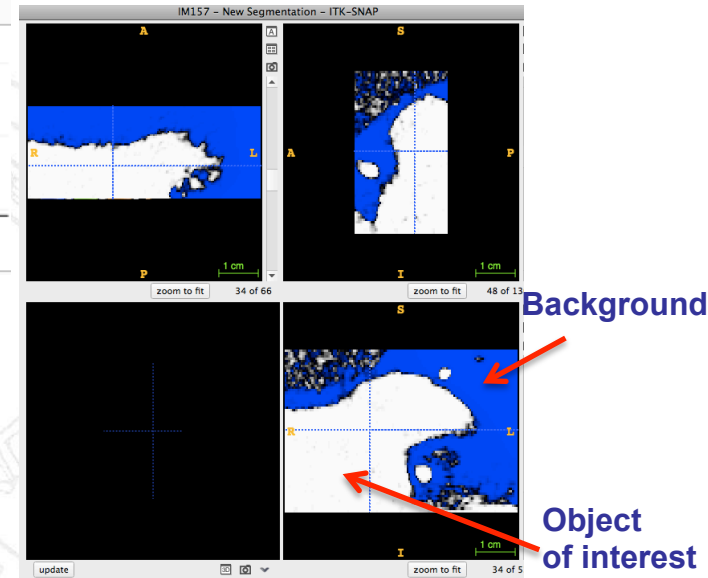 IM157 – New Segmentation – ITK-SNAP
A
A
R
L
P
1 cm
zoom to fit
34 of 66
S
A
P
I
1 cm
zoom to fit
48 of 13
update
S
R
L
I
1 cm
zoom to fit
34 of 5
Background
Object
of interest